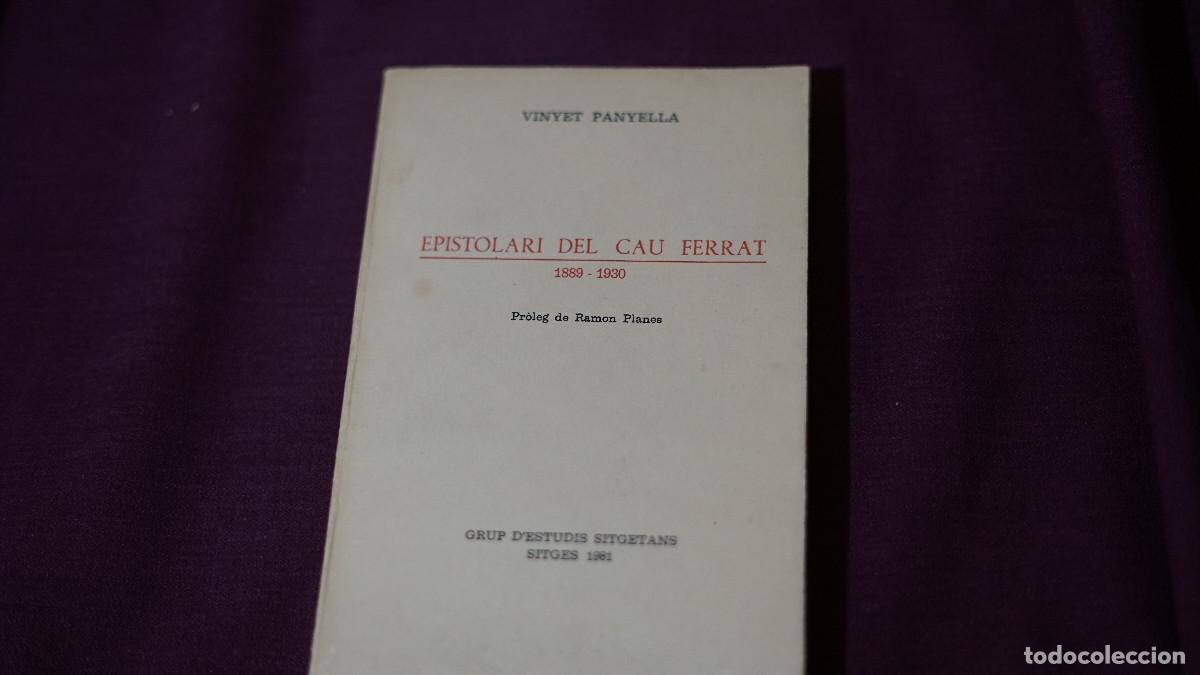 VINYET PANYELLA
EPISTOLARI DEL CAU FERRAT
1889 - 1930
Pròleg de Ramon Planes
GRUP D'ESTUDIS SITGETANS
SITGES 1981
todocoleccion